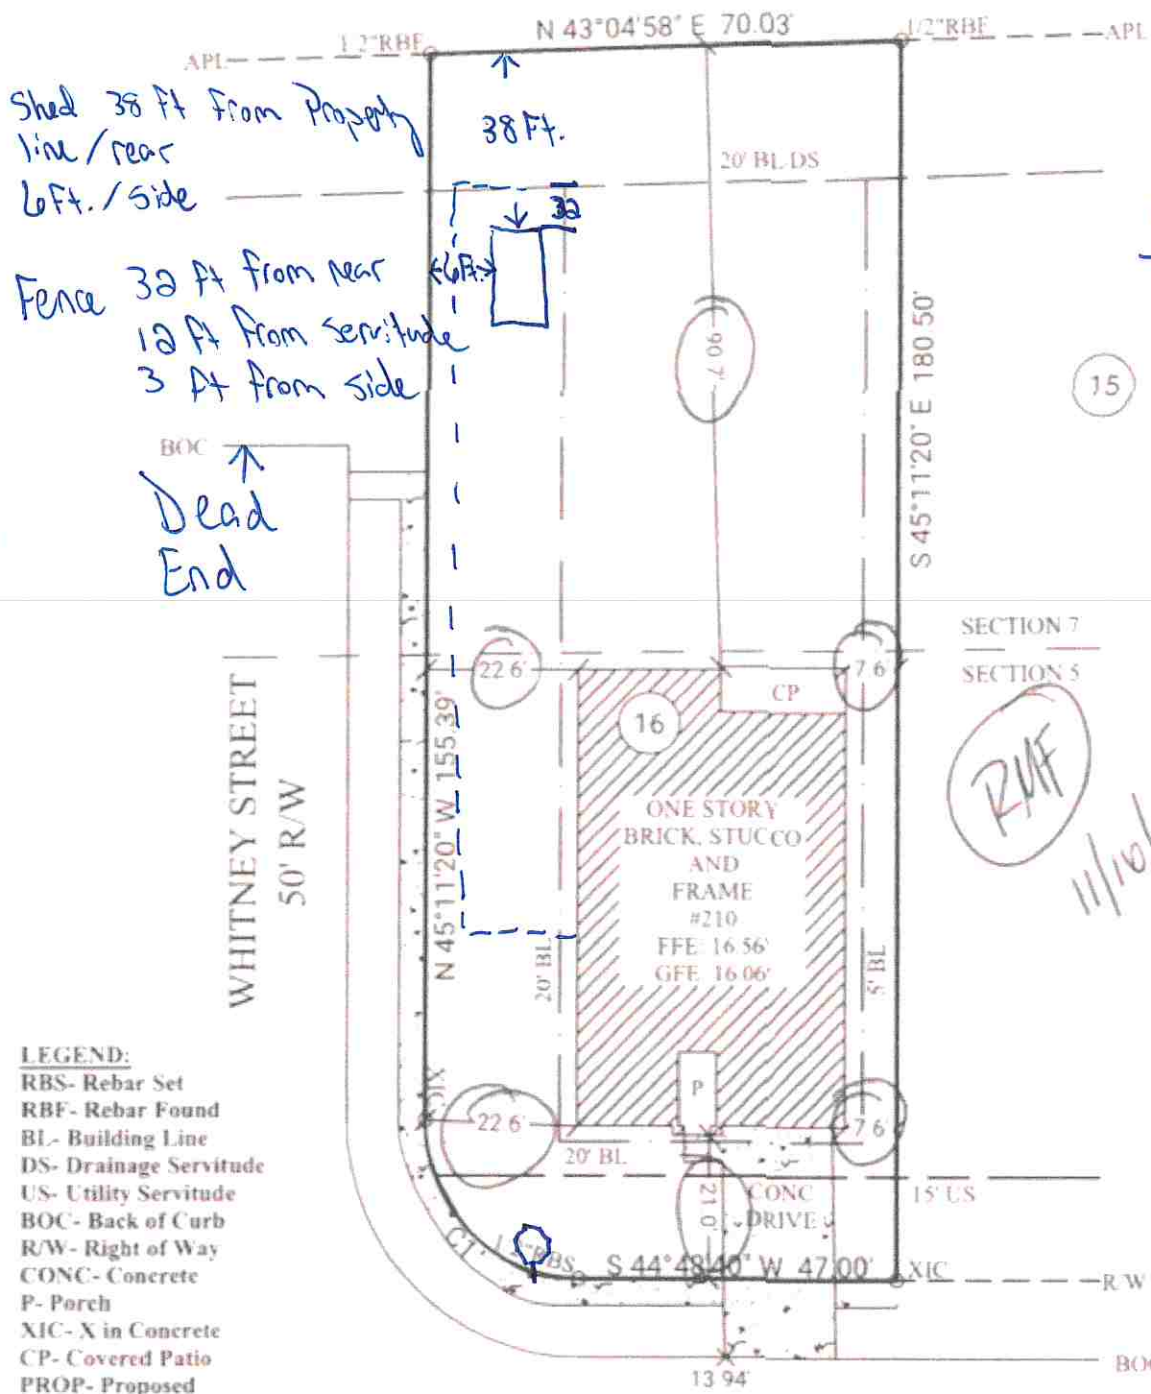 N 43°04'58" E 70.03'
APL
1/2"RBF
1/2"RBF
APL
Shed 38 ft from Property
line/rear
6Ft./side
38 Ft.
20' BL-DS
32
6Ft.
Fence 32 ft from rear
12 ft from servitude
3 ft from side
90.7'
S 45°11'20" E 180.50'
15
BOC
Dead
End
SECTION 7
SECTION 5
22.6'
CP
7.6'
16
WHITNEY STREET
50' R/W
N 45°11'20" W 155.39'
ONE STORY
BRICK, STUCCO
AND
FRAME
#210
FFE: 16.56'
GFE: 16.06'
RMF
11/10/
20' BL
5' BL
P
22.6'
7.6'
20' BL
15' US
21.0'
CONC
DRIVE
C1
1/2"RBS
S 44°48'40" W 47.00'
XIC
R/W
BOC
13.94'
LEGEND:
RBS- Rebar Set
RBF- Rebar Found
BL- Building Line
DS- Drainage Servitude
US- Utility Servitude
BOC- Back of Curb
R/W- Right of Way
CONC- Concrete
P- Porch
XIC- X in Concrete
CP- Covered Patio
PROP- Proposed